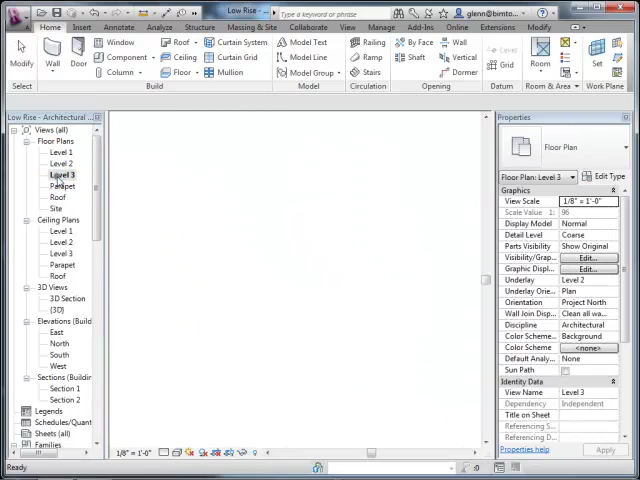 Low Rise - ...
Type a keyword or phrase
glenn@bimto...
Home Insert Annotate Analyze Structure Massing & Site Collaborate View Manage Add-Ins Online Extensions Modify
Modify Wall Door Window Component Column Roof Ceiling Floor Curtain System Curtain Grid Mullion Model Text Model Line Model Group Railing Ramp Stairs By Face Shaft Wall Vertical Dormer Level Grid Room Set
Select Build Model Circulation Opening Datum Room & Area Work Plane
Low Rise - Architectural ...
Views (all)
Floor Plans
Level 1
Level 2
Level 3
Parapet
Roof
Site
Ceiling Plans
Level 1
Level 2
Level 3
Parapet
Roof
3D Views
3D Section
{3D}
Elevations (Build
East
North
South
West
Sections (Buildin
Section 1
Section 2
Legends
Schedules/Quant
Sheets (all)
Families
Properties
Floor Plan
Floor Plan: Level 3 Edit Type
Graphics
View Scale 1/8" = 1'-0"
Scale Value 1: 96
Display Model Normal
Detail Level Coarse
Parts Visibility Show Original
Visibility/Grap... Edit...
Graphic Displ... Edit...
Underlay Level 2
Underlay Orie... Plan
Orientation Project North
Wall Join Disp... Clean all wa...
Discipline Architectural
Color Scheme... Background
Color Scheme <none>
Default Analy... None
Sun Path
Identity Data
View Name Level 3
Dependency Independent
Title on Sheet
Referencing S...
Referencing D...
Properties help Apply
1/8" = 1'-0"
Ready :0